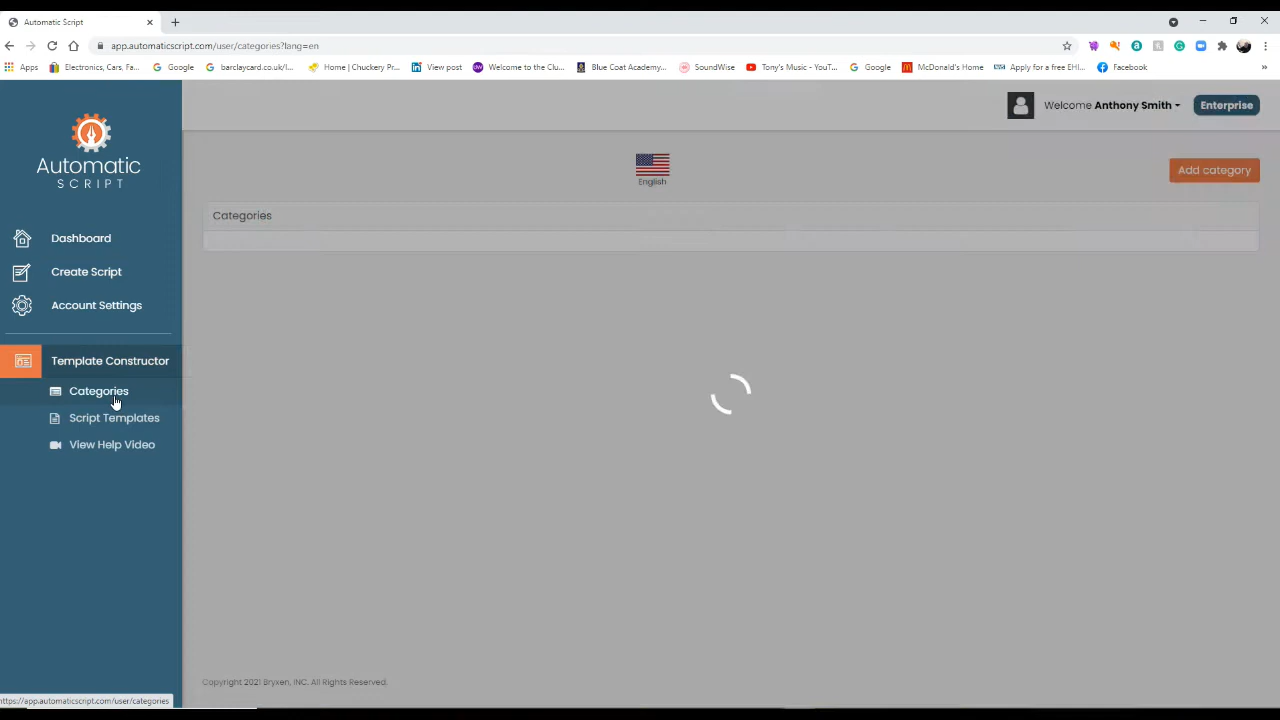 Automatic Script
app.automaticscript.com/user/categories?lang=en
Apps
Electronics, Cars, Fa...
Google
barclaycard.co.uk/l...
Home | Chuckery Pr...
View post
Welcome to the Clu...
Blue Coat Academy...
SoundWise
Tony's Music - YouT...
Google
McDonald's Home
Apply for a free EHI...
Facebook
»
Automatic
SCRIPT
Welcome Anthony Smith
Enterprise
English
Add category
Categories
Dashboard
Create Script
Account Settings
Template Constructor
Categories
Script Templates
View Help Video
Copyright 2021 Bryxen, INC. All Rights Reserved.
https://app.automaticscript.com/user/categories